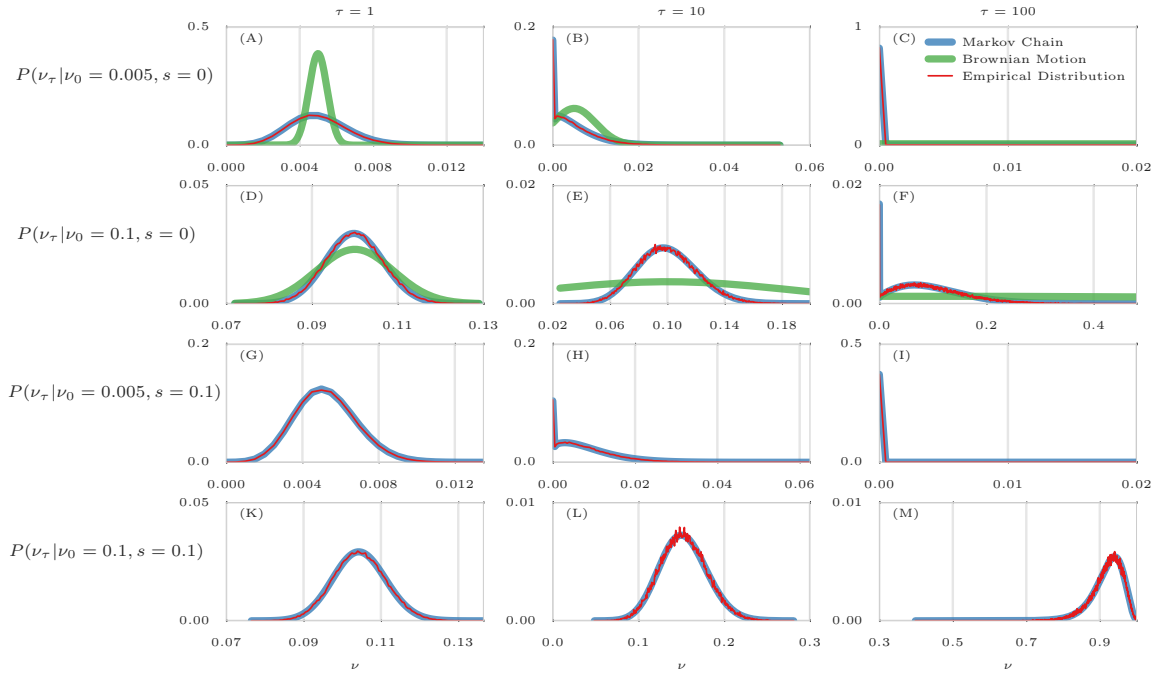 τ = 1
τ = 10
τ = 100
P(ν_τ|ν_0 = 0.005, s = 0)
0.5
0.0
(A)
0.000 0.004 0.008 0.012
0.2
0.0
(B)
0.00 0.02 0.04 0.06
1
0
(C)
Markov Chain
Brownian Motion
Empirical Distribution
0.0 0.01 0.02
P(ν_τ|ν_0 = 0.1, s = 0)
0.05
0.00
(D)
0.07 0.09 0.11 0.13
0.02
0.00
(E)
0.02 0.06 0.10 0.14 0.18
0.02
0.00
(F)
0.0 0.2 0.4
P(ν_τ|ν_0 = 0.005, s = 0.1)
0.2
0.0
(G)
0.000 0.004 0.008 0.012
0.2
0.0
(H)
0.00 0.02 0.04 0.06
0.5
0.0
(I)
0.0 0.01 0.02
P(ν_τ|ν_0 = 0.1, s = 0.1)
0.05
0.00
(K)
0.07 0.09 0.11 0.13
ν
0.01
0.00
(L)
0.0 0.1 0.2 0.3
ν
0.01
0.00
(M)
0.3 0.5 0.7 0.9
ν